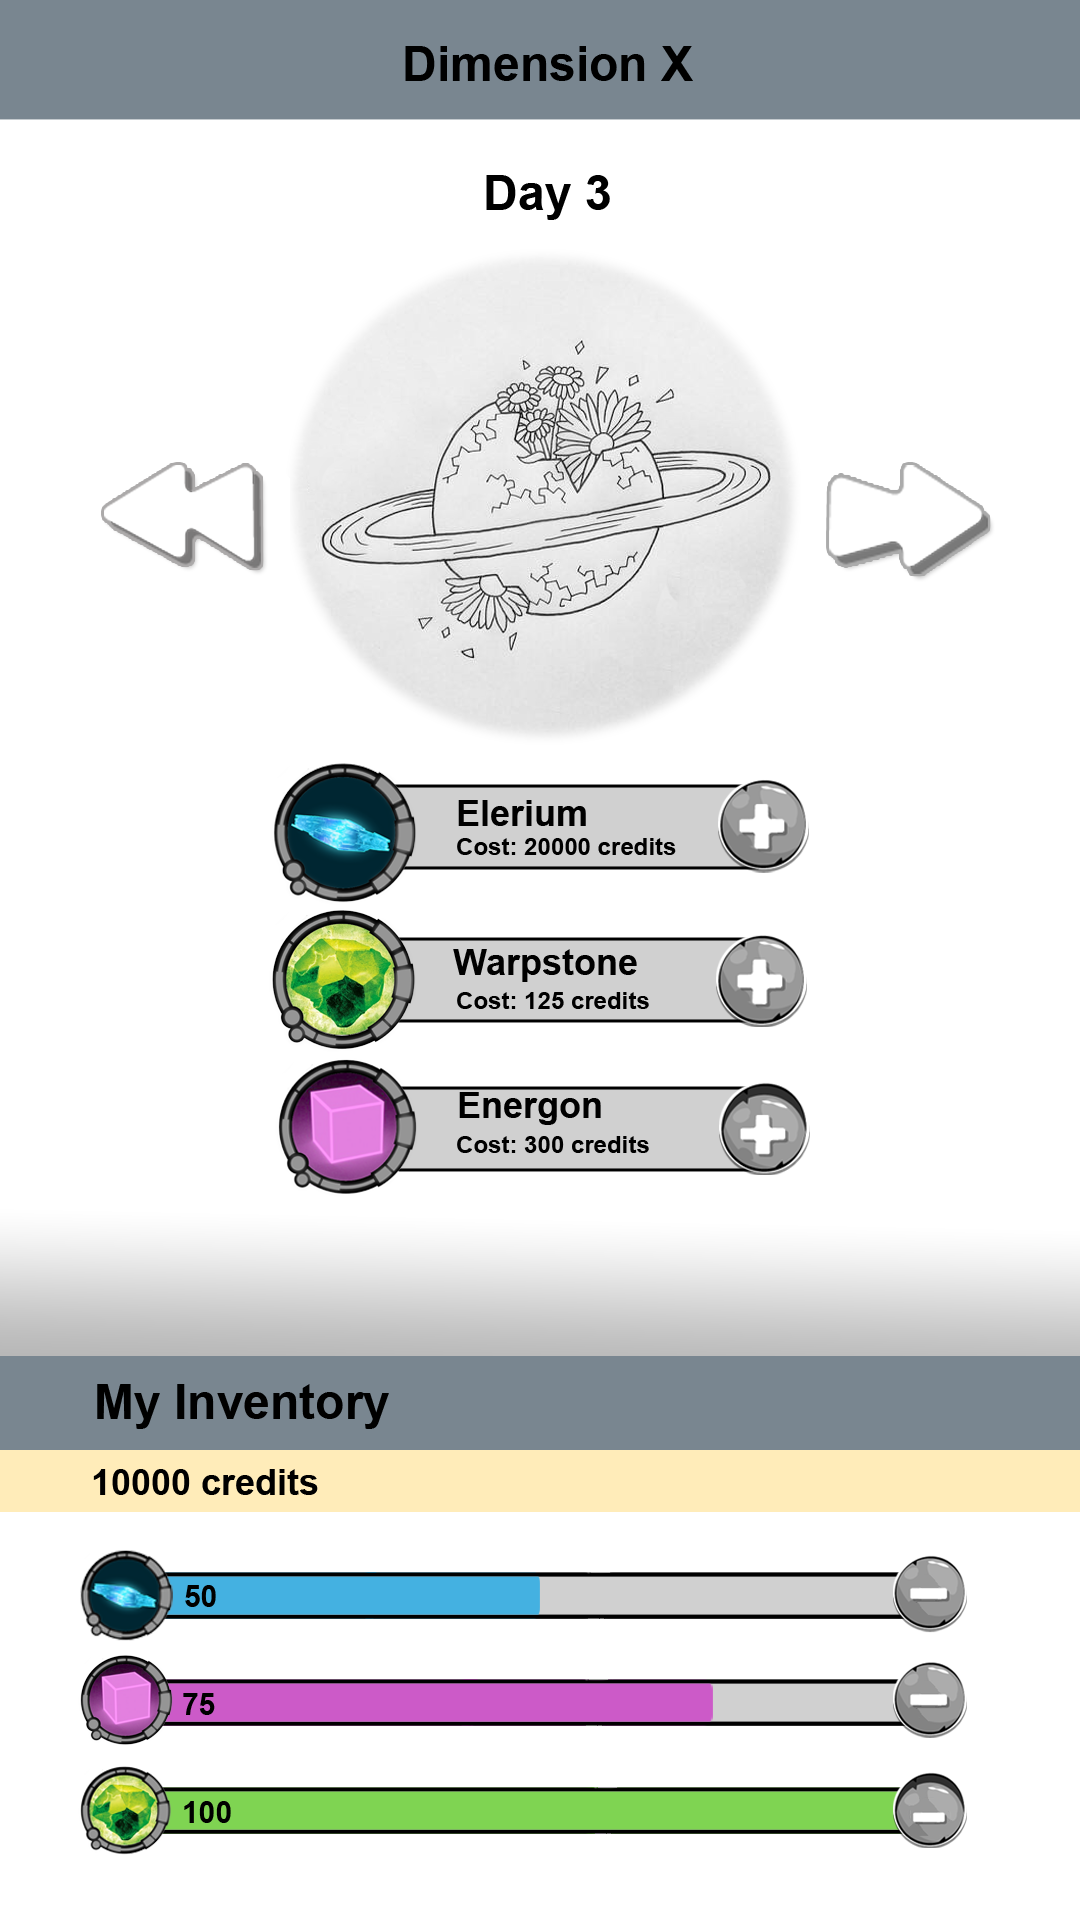 Dimension X
Day 3
Elerium
Cost: 20000 credits
Warpstone
Cost: 125 credits
Energon
Cost: 300 credits
My Inventory
10000 credits
50
75
100